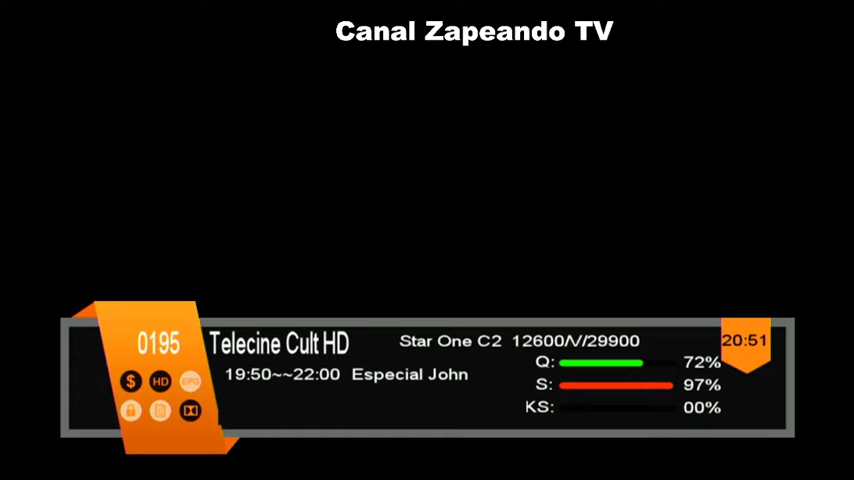 Canal Zapeando TV
0195 Telecine Cult HD Star One C2 12600/V/29900 20:51
19:50~~22:00 Especial John
Q: 72%
S: 97%
KS: 00%
$ HD EPG